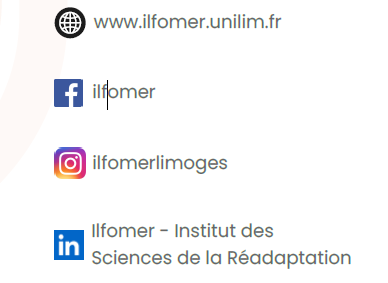 www.ilfomer.unilim.fr
ilfomer
ilfomerlimoges
Ilfomer - Institut des
Sciences de la Réadaptation